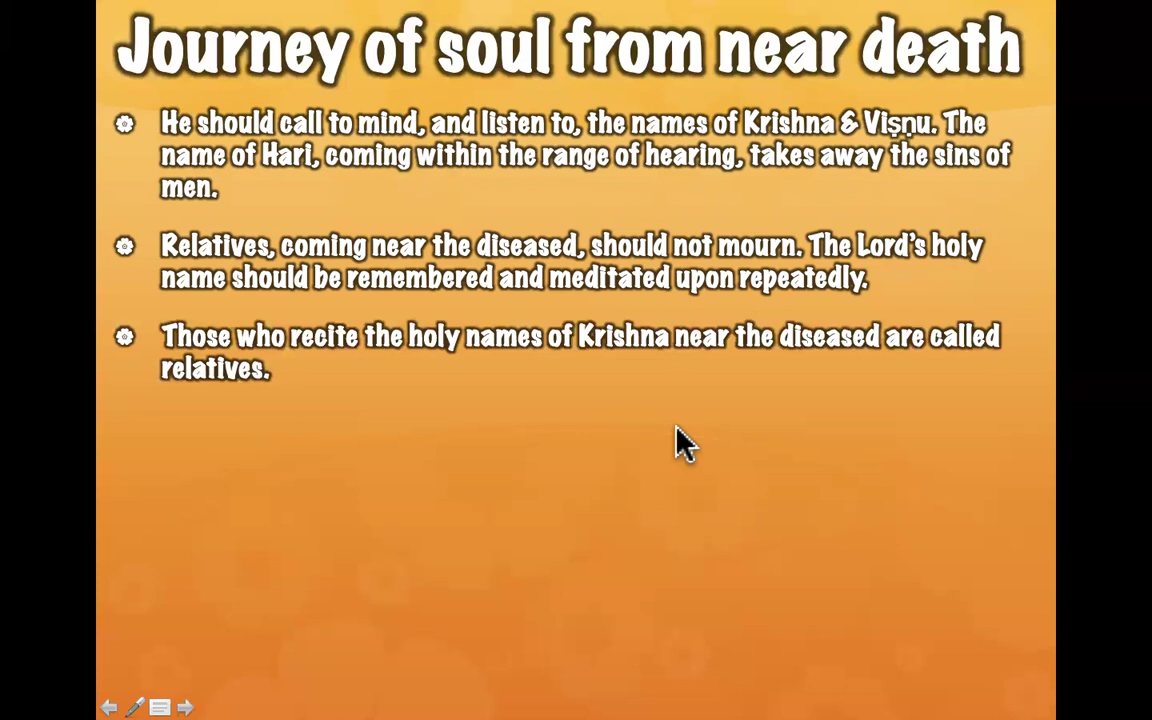 Journey of soul from near death
He should call to mind, and listen to, the names of Krishna & Viṣṇu. The
name of Hari, coming within the range of hearing, takes away the sins of
men.
Relatives, coming near the diseased, should not mourn. The Lord's holy
name should be remembered and meditated upon repeatedly.
Those who recite the holy names of Krishna near the diseased are called
relatives.